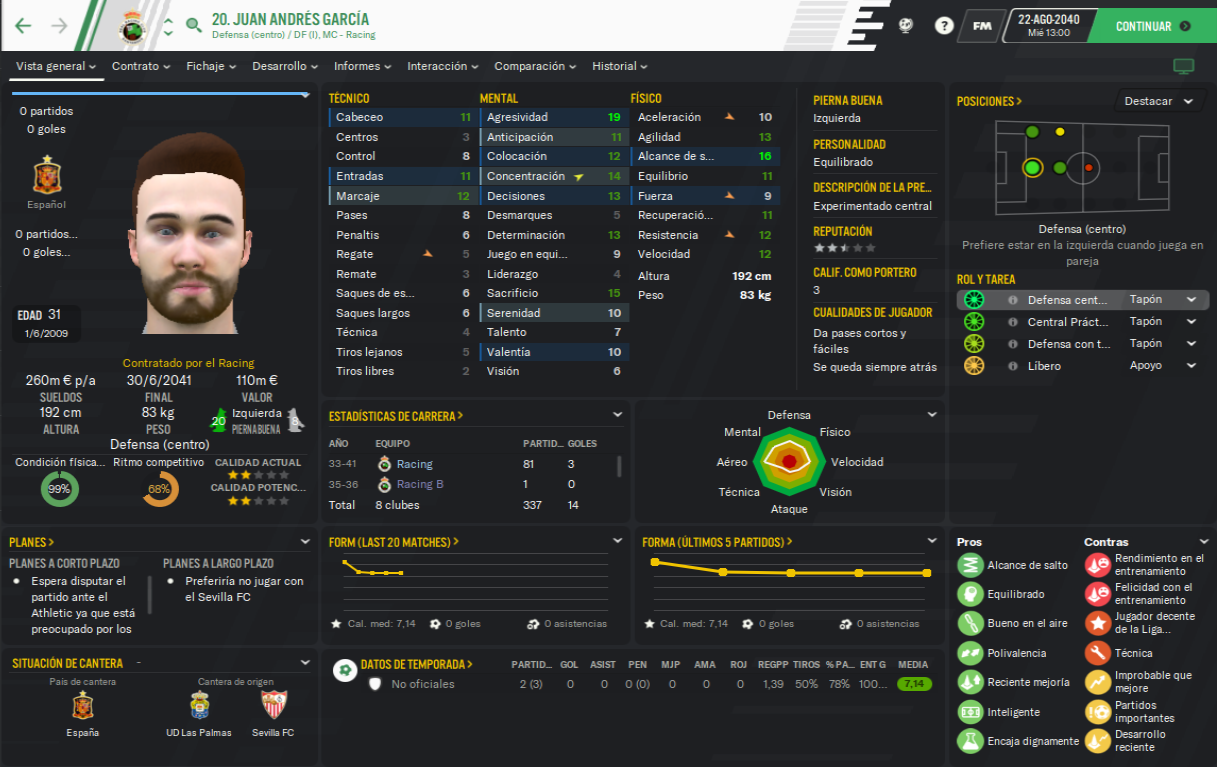 20. JUAN ANDRÉS GARCÍA
Defensa (centro) / DF (I), MC - Racing
?
FM
22-AGO-2040
Mié 13:00
CONTINUAR
Vista general
Contrato
Fichaje
Desarrollo
Informes
Interacción
Comparación
Historial
0 partidos
0 goles
Español
0 partidos...
0 goles...
EDAD 31
1/6/2009
Contratado por el Racing
260m € p/a
SUELDOS
30/6/2041
FINAL
110m €
VALOR
192 cm
ALTURA
83 kg
PESO
20
Izquierda
PIERNA BUENA
8
Defensa (centro)
Condición física...
99%
Ritmo competitivo
68%
CALIDAD ACTUAL
CALIDAD POTENC...
TÉCNICO
Cabeceo 11
Centros 3
Control 8
Entradas 11
Marcaje 12
Pases 8
Penaltis 6
Regate 5
Remate 3
Saques de es... 6
Saques largos 6
Técnica 4
Tiros lejanos 5
Tiros libres 2
MENTAL
Agresividad 19
Anticipación 11
Colocación 12
Concentración 14
Decisiones 13
Desmarques 5
Determinación 13
Juego en equi... 9
Liderazgo 4
Sacrificio 15
Serenidad 10
Talento 7
Valentía 10
Visión 6
FÍSICO
Aceleración 10
Agilidad 13
Alcance de s... 16
Equilibrio 11
Fuerza 9
Recuperació... 11
Resistencia 12
Velocidad 12
Altura 192 cm
Peso 83 kg
PIERNA BUENA
Izquierda
PERSONALIDAD
Equilibrado
DESCRIPCIÓN DE LA PRE...
Experimentado central
REPUTACIÓN
CALIF. COMO PORTERO
3
CUALIDADES DE JUGADOR
Da pases cortos y
fáciles
Se queda siempre atrás
POSICIONES >
Destacar
Defensa (centro)
Prefiere estar en la izquierda cuando juega en
pareja
ROL Y TAREA
Defensa cent... Tapón
Central Práct... Tapón
Defensa con t... Tapón
Líbero Apoyo
ESTADÍSTICAS DE CARRERA >
AÑO EQUIPO PARTID... GOLES
33-41 Racing 81 3
35-36 Racing B 1 0
Total 8 clubes 337 14
Defensa
Físico
Velocidad
Visión
Ataque
Técnica
Aéreo
Mental
PLANES >
PLANES A CORTO PLAZO
Espera disputar el
partido ante el
Athletic ya que está
preocupado por los
PLANES A LARGO PLAZO
Preferiría no jugar con
el Sevilla FC
FORM (LAST 20 MATCHES) >
Cal. med: 7,14
0 goles
0 asistencias
FORMA (ÚLTIMOS 5 PARTIDOS) >
Cal. med: 7,14
0 goles
0 asistencias
Pros
Alcance de salto
Equilibrado
Bueno en el aire
Polivalencia
Reciente mejoría
Inteligente
Encaja dignamente
Contras
Rendimiento en el
entrenamiento
Felicidad con el
entrenamiento
Jugador decente
de la Liga...
Técnica
Improbable que
mejore
Partidos
importantes
Desarrollo
reciente
SITUACIÓN DE CANTERA -
País de cantera
España
Cantera de origen
UD Las Palmas
Sevilla FC
DATOS DE TEMPORADA >
PARTID... GOL ASIST PEN MJP AMA ROJ REGPP TIROS % PA... ENT G MEDIA
No oficiales 2 (3) 0 0 0 (0) 0 0 0 1,39 50% 78% 100... 7,14